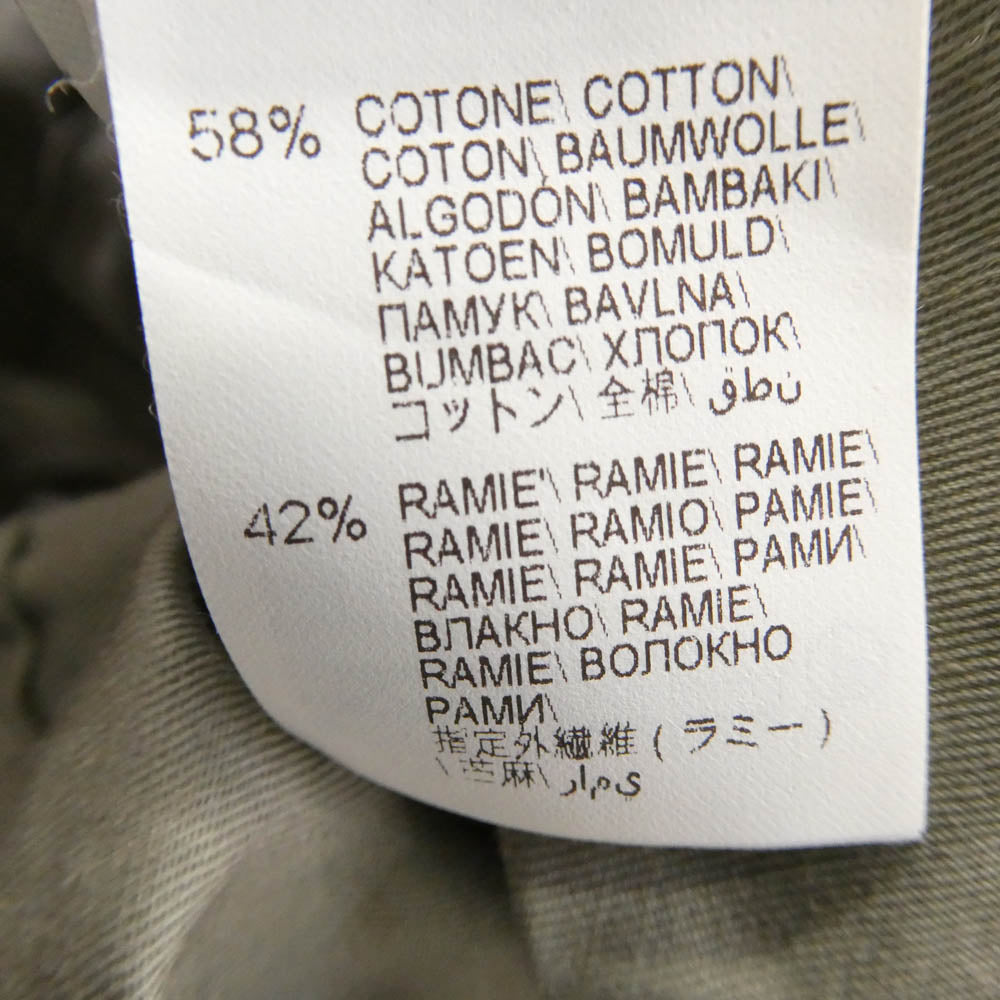 58% COTONE\ COTTON\
COTON\ BAUMWOLLE\
ALGODÓN\ BAMBAKI\
KATOEN\ BOMULD\
ПАМУК\ BAVLNA\
BUMBAC\ ХЛОПОК\
コットン\ 全棉\ قطن
42% RAMIE'\ RAMIE\ RAMIE\
RAMIE\ RAMIO\ PAMIE\
RAMIE\ RAMIE\ РАМИ\
ВЛАКНО\ RAMIE\
RAMIE\ ВОЛОКНО
РАМИ\
指定外繊維 (ラミー)
\苎麻\ رامي